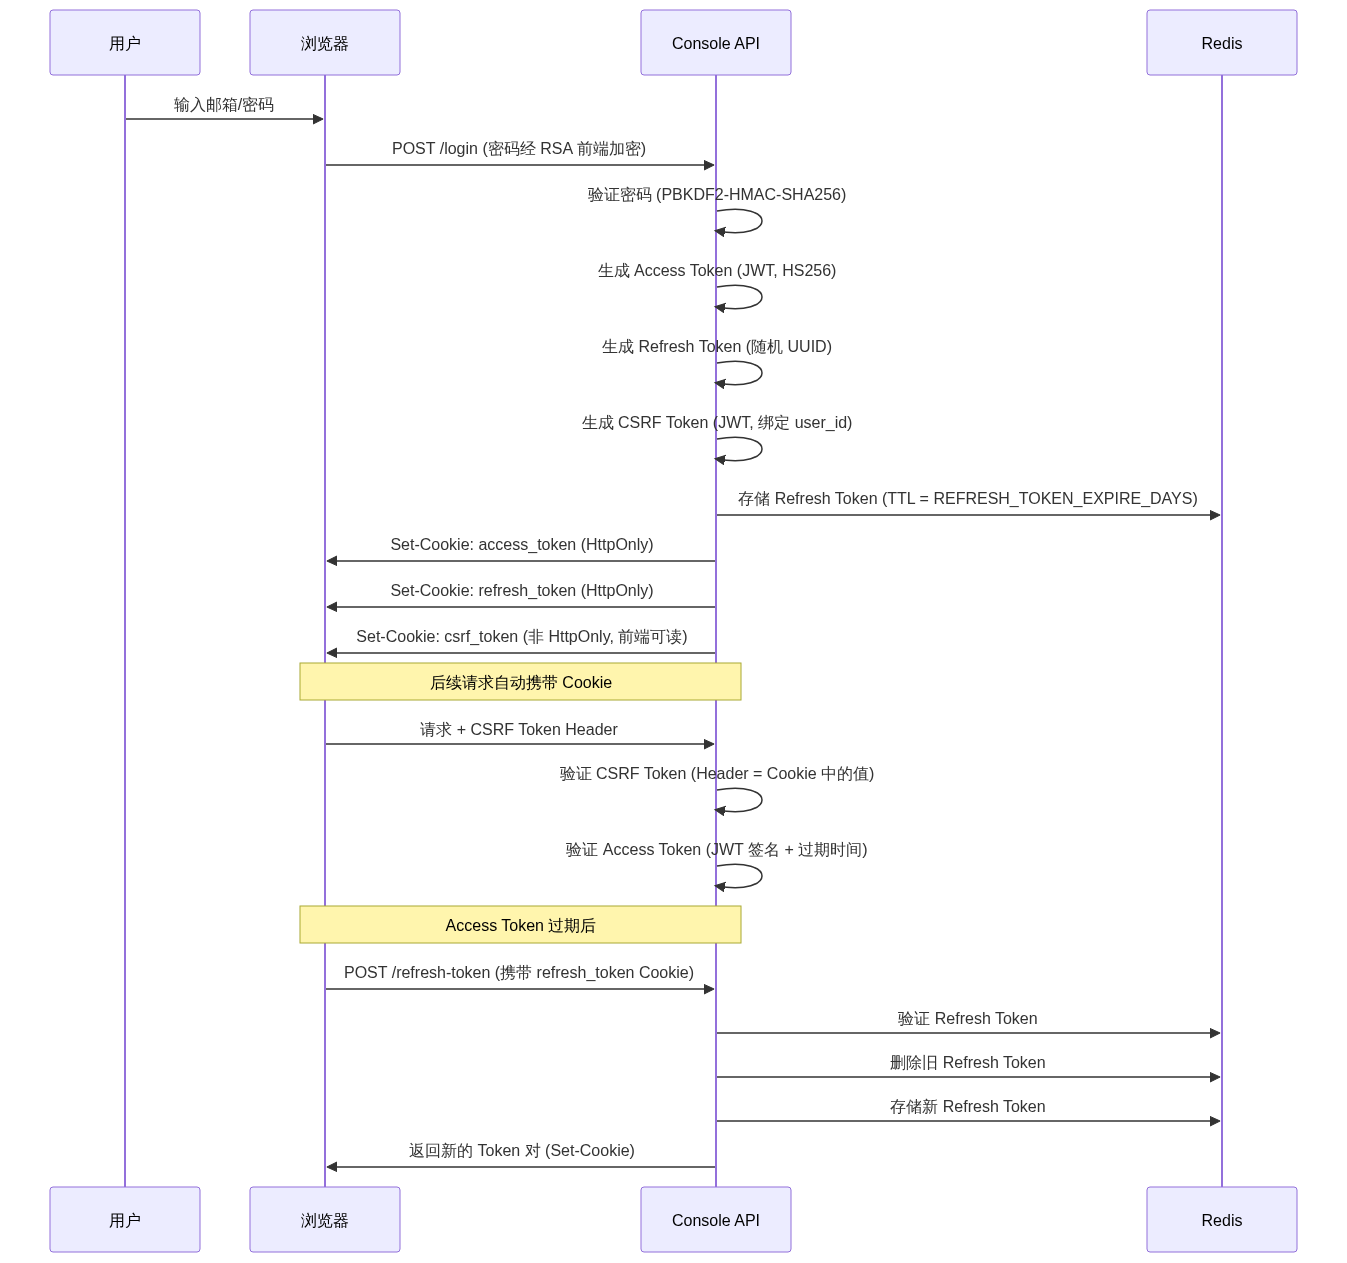 用户
浏览器
Console API
Redis
输入邮箱/密码
POST /login (密码经 RSA 前端加密)
验证密码 (PBKDF2-HMAC-SHA256)
生成 Access Token (JWT, HS256)
生成 Refresh Token (随机 UUID)
生成 CSRF Token (JWT, 绑定 user_id)
存储 Refresh Token (TTL = REFRESH_TOKEN_EXPIRE_DAYS)
Set-Cookie: access_token (HttpOnly)
Set-Cookie: refresh_token (HttpOnly)
Set-Cookie: csrf_token (非 HttpOnly, 前端可读)
后续请求自动携带 Cookie
请求 + CSRF Token Header
验证 CSRF Token (Header = Cookie 中的值)
验证 Access Token (JWT 签名 + 过期时间)
Access Token 过期后
POST /refresh-token (携带 refresh_token Cookie)
验证 Refresh Token
删除旧 Refresh Token
存储新 Refresh Token
返回新的 Token 对 (Set-Cookie)
用户
浏览器
Console API
Redis